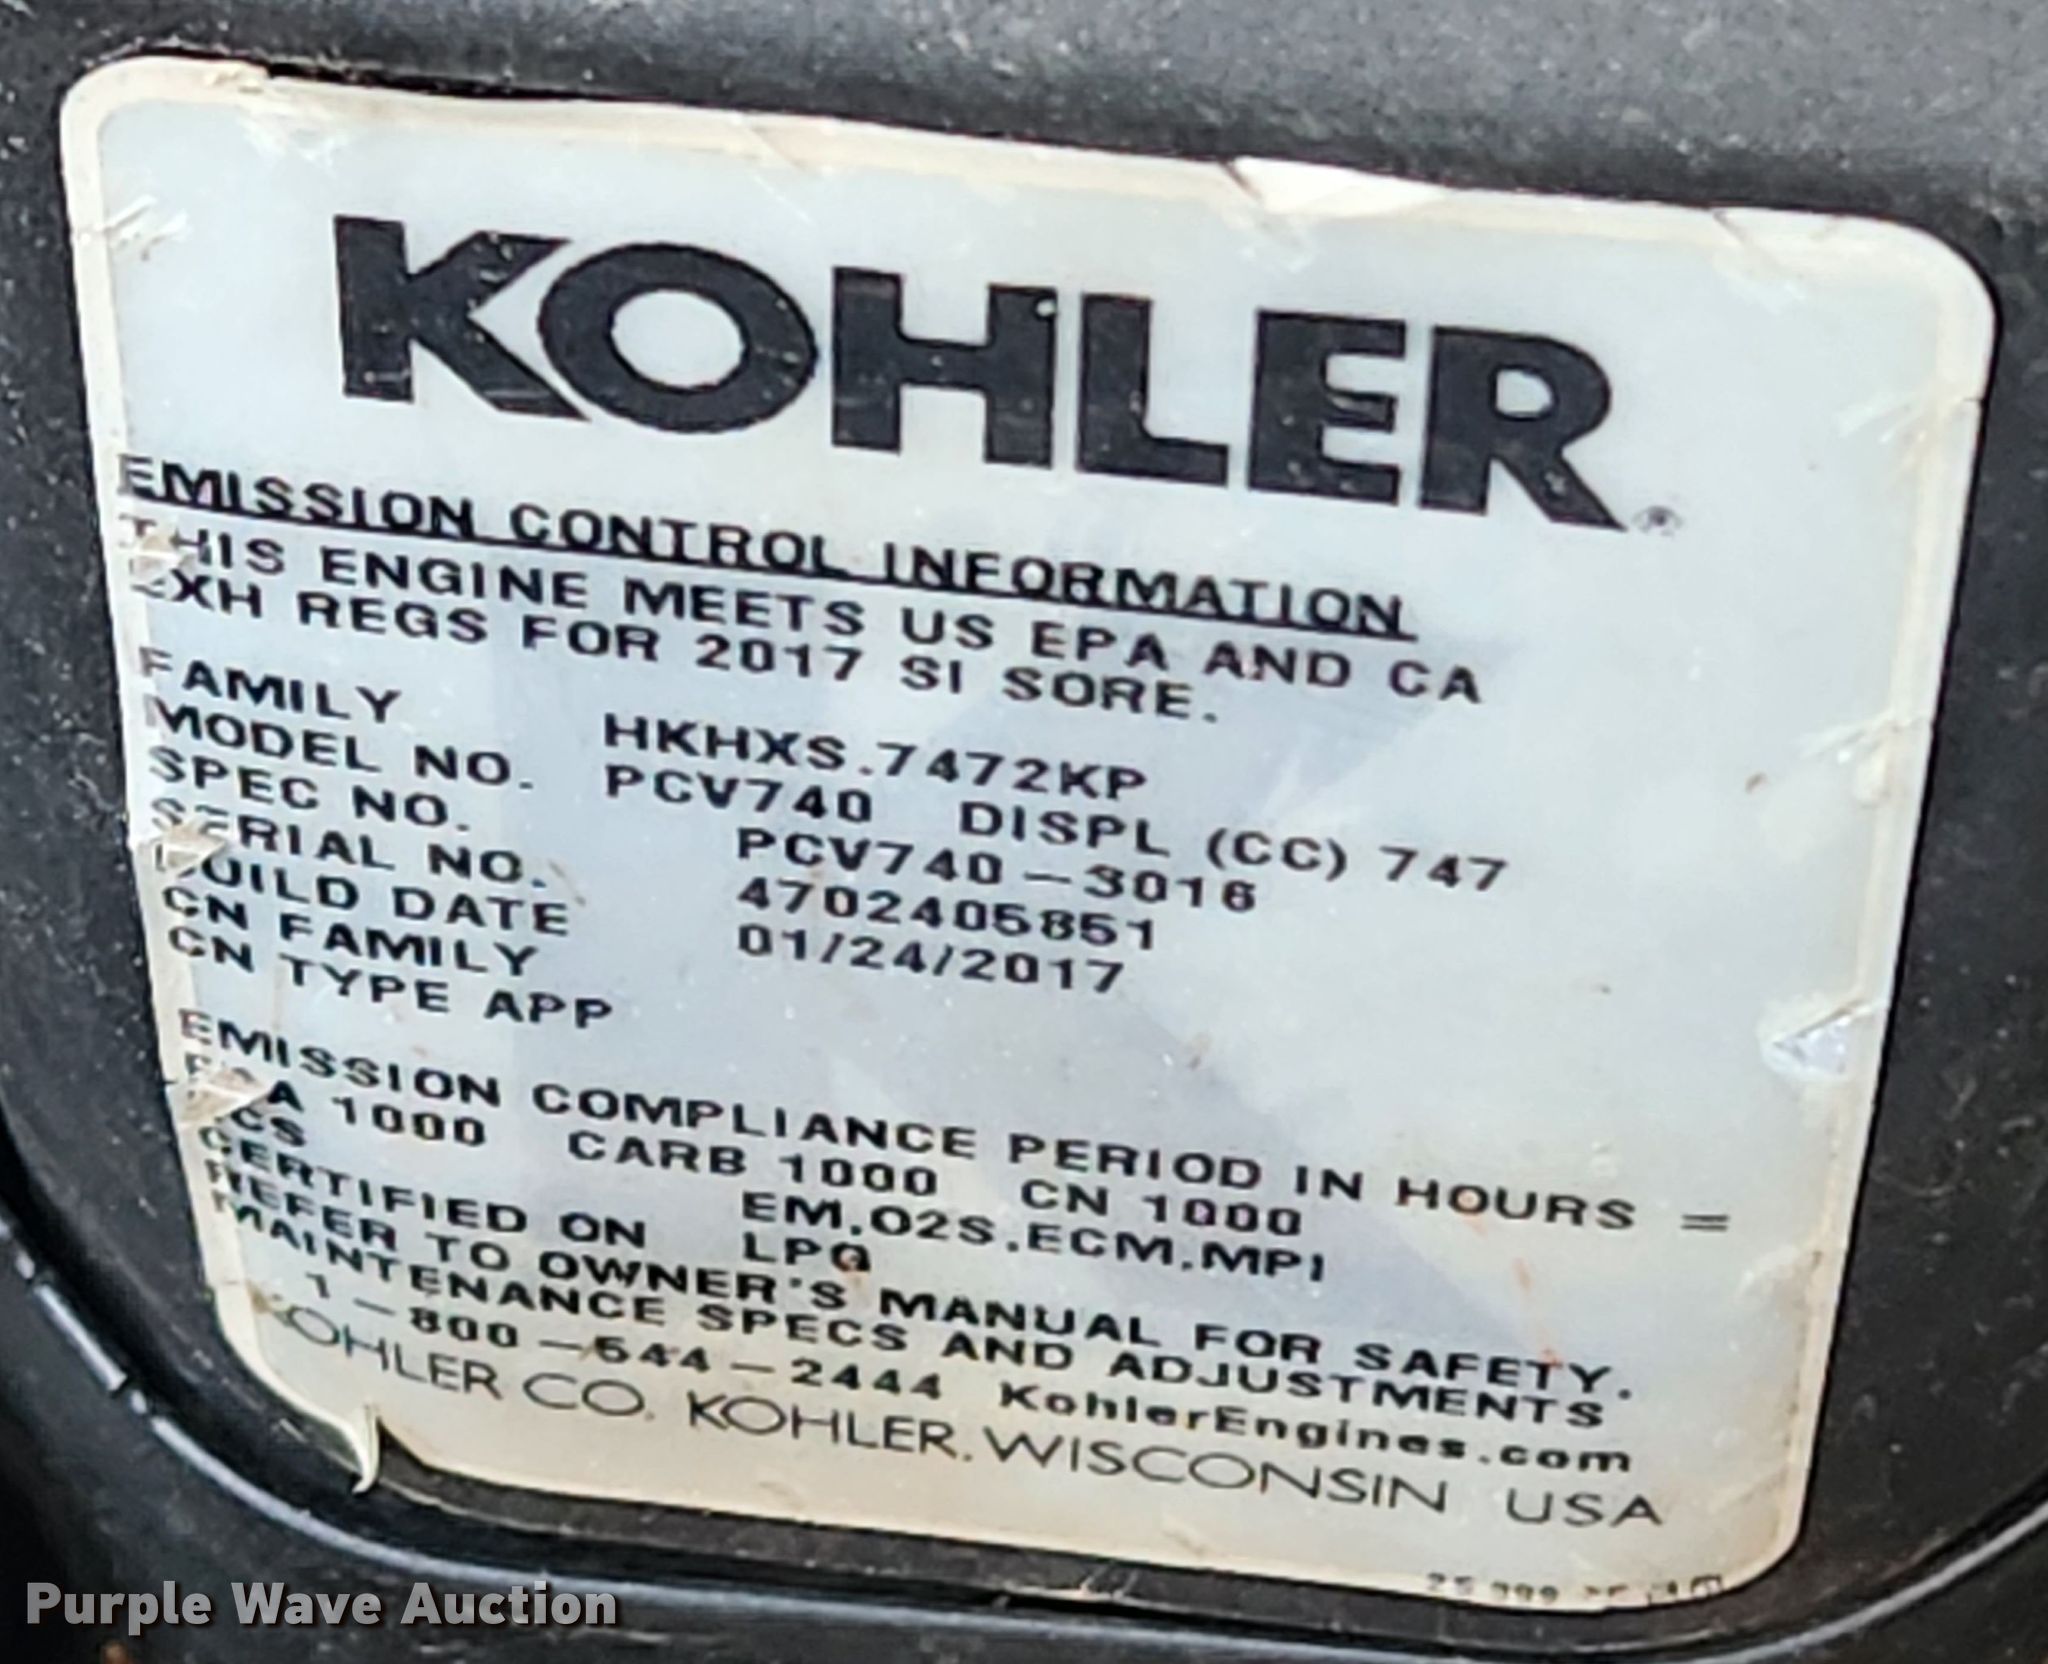 KOHLER®
EMISSION CONTROL INFORMATION
THIS ENGINE MEETS US EPA AND CA
EXH REGS FOR 2017 SI SORE.
FAMILY HKHXS.7472KP
MODEL NO. PCV740 DISPL (CC) 747
SPEC NO. PCV740-3016
SERIAL NO. 4702405851
BUILD DATE 01/24/2017
CN FAMILY
CN TYPE APP
EMISSION COMPLIANCE PERIOD IN HOURS =
EPA 1000 CARB 1000 CN 1000
ECS EM,O2S,ECM,MPI
CERTIFIED ON LPG
REFER TO OWNER'S MANUAL FOR SAFETY,
MAINTENANCE SPECS AND ADJUSTMENTS
1-800-544-2444 KohlerEngines.com
KOHLER CO. KOHLER, WISCONSIN USA
Purple Wave Auction